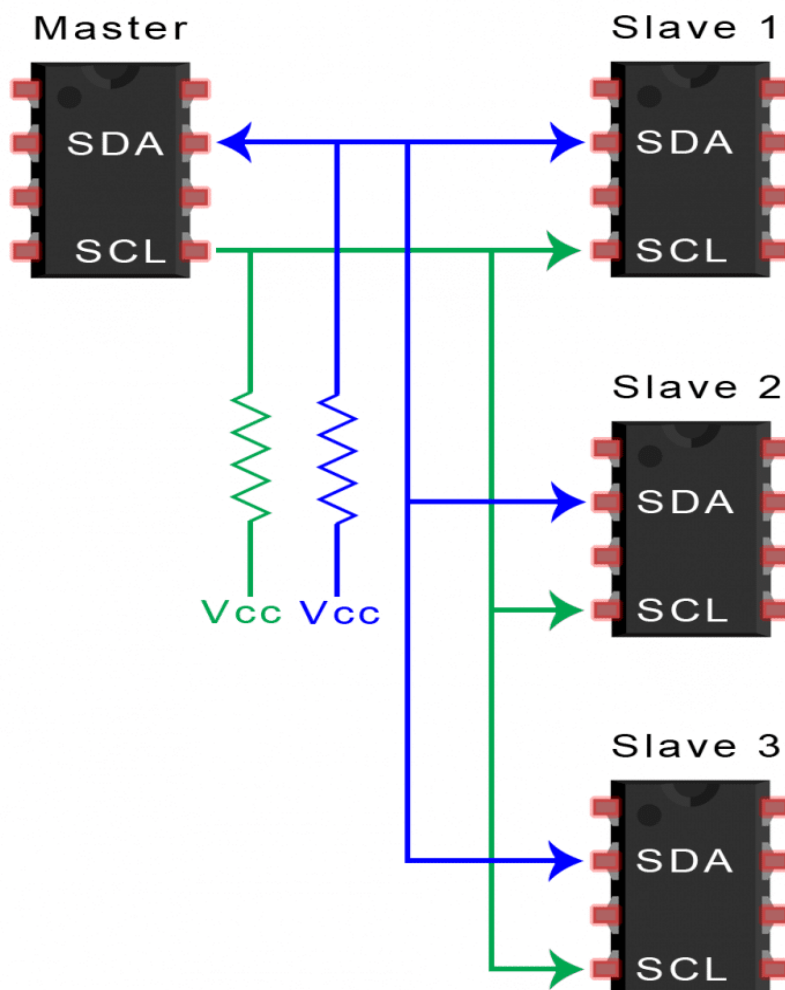 Master
SDA
SCL
Slave 1
SDA
SCL
Vcc
Vcc
Slave 2
SDA
SCL
Slave 3
SDA
SCL